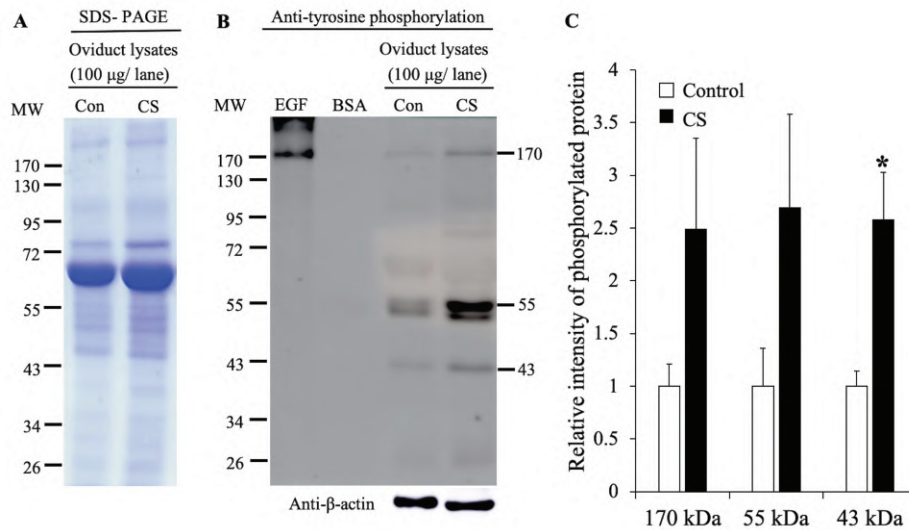 A
SDS- PAGE
Oviduct lysates
(100 µg/ lane)
MW
Con
CS
170
130
95
72
55
43
34
26
B
Anti-tyrosine phosphorylation
Oviduct lysates
(100 µg/ lane)
MW
EGF
BSA
Con
CS
170
130
95
72
55
43
34
26
170
55
43
Anti-β-actin
C
Relative intensity of phosphorylated protein
4
3.5
3
2.5
2
1.5
1
0.5
0
Control
CS
*
170 kDa
55 kDa
43 kDa